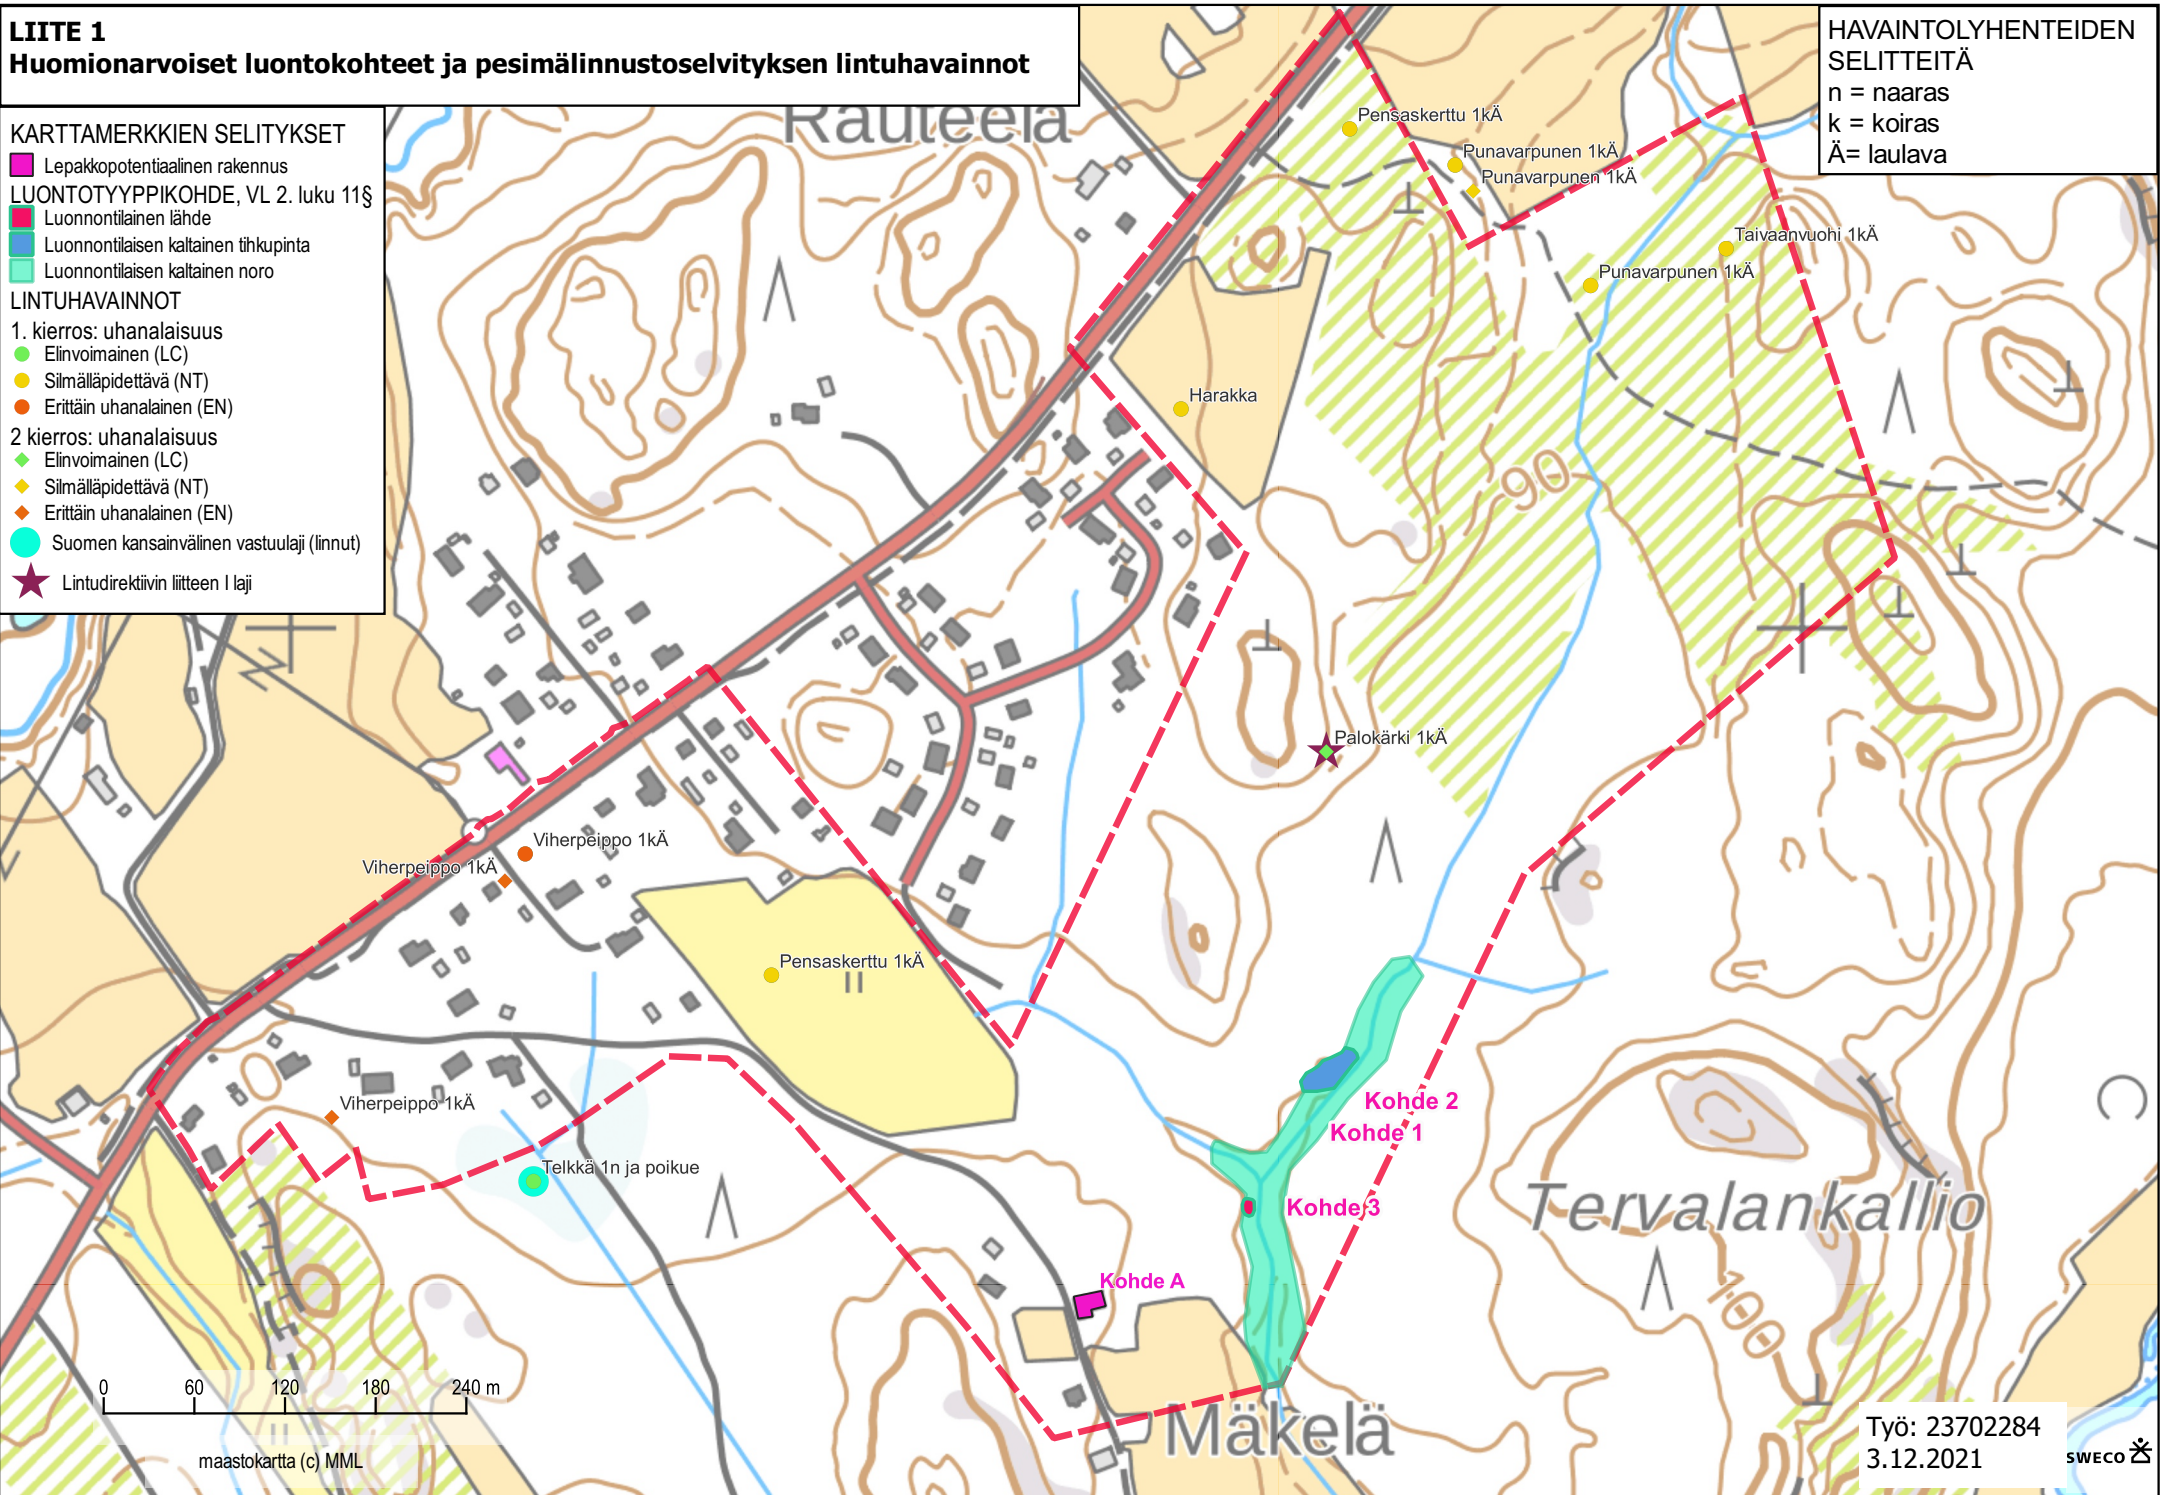 LIITE 1
Huomionarvoiset luontokohteet ja pesimälinnustoselvityksen lintuhavainnot
HAVAINTOLYHENTEIDEN
SELITTEITÄ
n = naaras
k = koiras
Ä= laulava
KARTTAMERKKIEN SELITYKSET
Lepakkopotentiaalinen rakennus
LUONTOTYYPPIKOHDE, VL 2. luku 11§
Luonnontilainen lähde
Luonnontilaisen kaltainen tihkupinta
Luonnontilaisen kaltainen noro
LINTUHAVAINNOT
1. kierros: uhanalaisuus
Elinvoimainen (LC)
Silmälläpidettävä (NT)
Erittäin uhanalainen (EN)
2 kierros: uhanalaisuus
Elinvoimainen (LC)
Silmälläpidettävä (NT)
Erittäin uhanalainen (EN)
Suomen kansainvälinen vastuulaji (linnut)
Lintudirektiivin liitteen I laji
Rauteela
Pensaskerttu 1kÄ
Punavarpunen 1kÄ
Punavarpunen 1kÄ
Taivaanvuohi 1kÄ
Punavarpunen 1kÄ
Harakka
90
Palokärki 1kÄ
Viherpeippo 1kÄ
Viherpeippo 1kÄ
Pensaskerttu 1kÄ
Viherpeippo 1kÄ
Telkkä 1n ja poikue
Kohde 2
Kohde 1
Kohde 3
Kohde A
Tervalankallio
100
Mäkelä
0 60 120 180 240 m
maastokartta (c) MML
Työ: 23702284
3.12.2021
SWECO